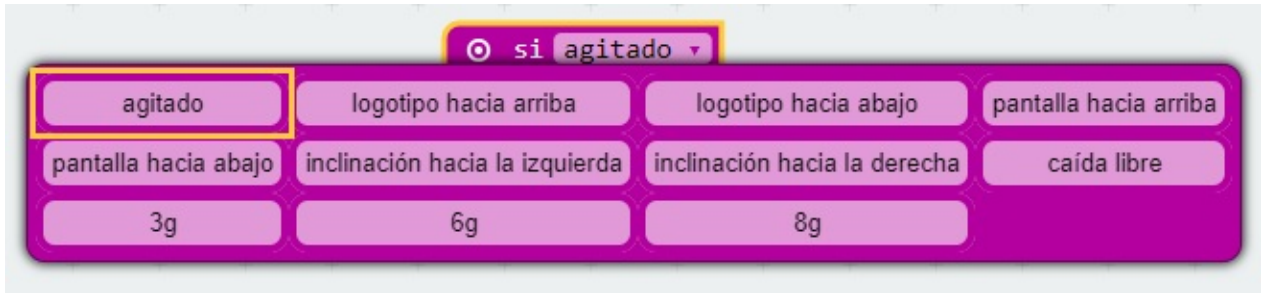 si agitado
agitado logotipo hacia arriba logotipo hacia abajo pantalla hacia arriba
pantalla hacia abajo inclinación hacia la izquierda inclinación hacia la derecha caída libre
3g 6g 8g